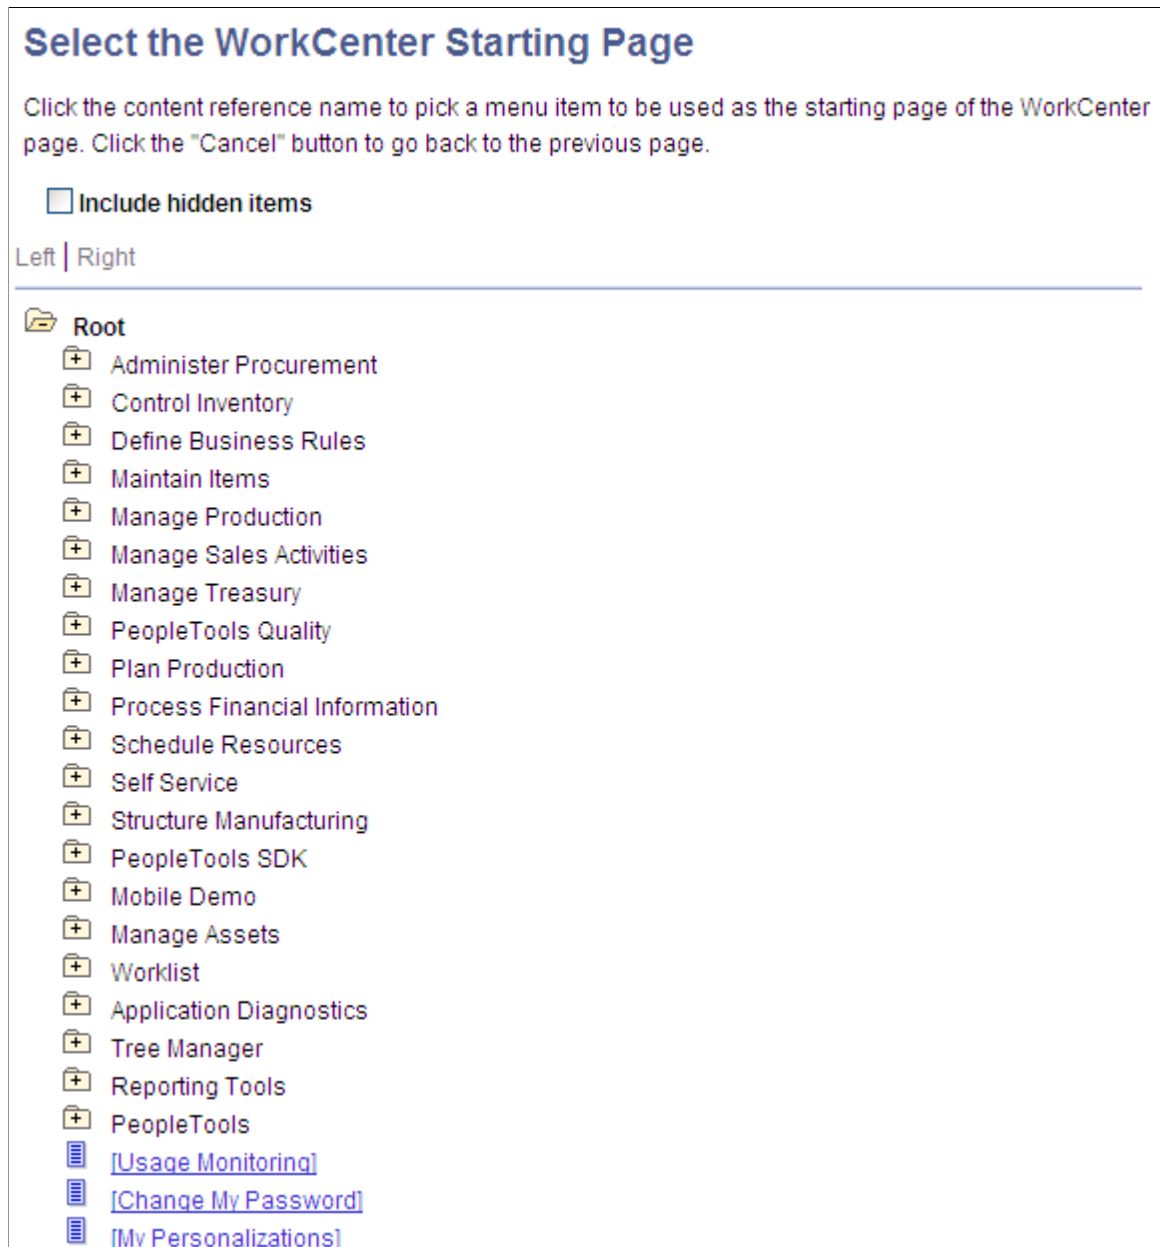 Select the WorkCenter Starting Page
Click the content reference name to pick a menu item to be used as the starting page of the WorkCenter
page. Click the "Cancel" button to go back to the previous page.
Include hidden items
Left | Right
Root
Administer Procurement
Control Inventory
Define Business Rules
Maintain Items
Manage Production
Manage Sales Activities
Manage Treasury
PeopleTools Quality
Plan Production
Process Financial Information
Schedule Resources
Self Service
Structure Manufacturing
PeopleTools SDK
Mobile Demo
Manage Assets
Worklist
Application Diagnostics
Tree Manager
Reporting Tools
PeopleTools
[Usage Monitoring]
[Change My Password]
[My Personalizations]